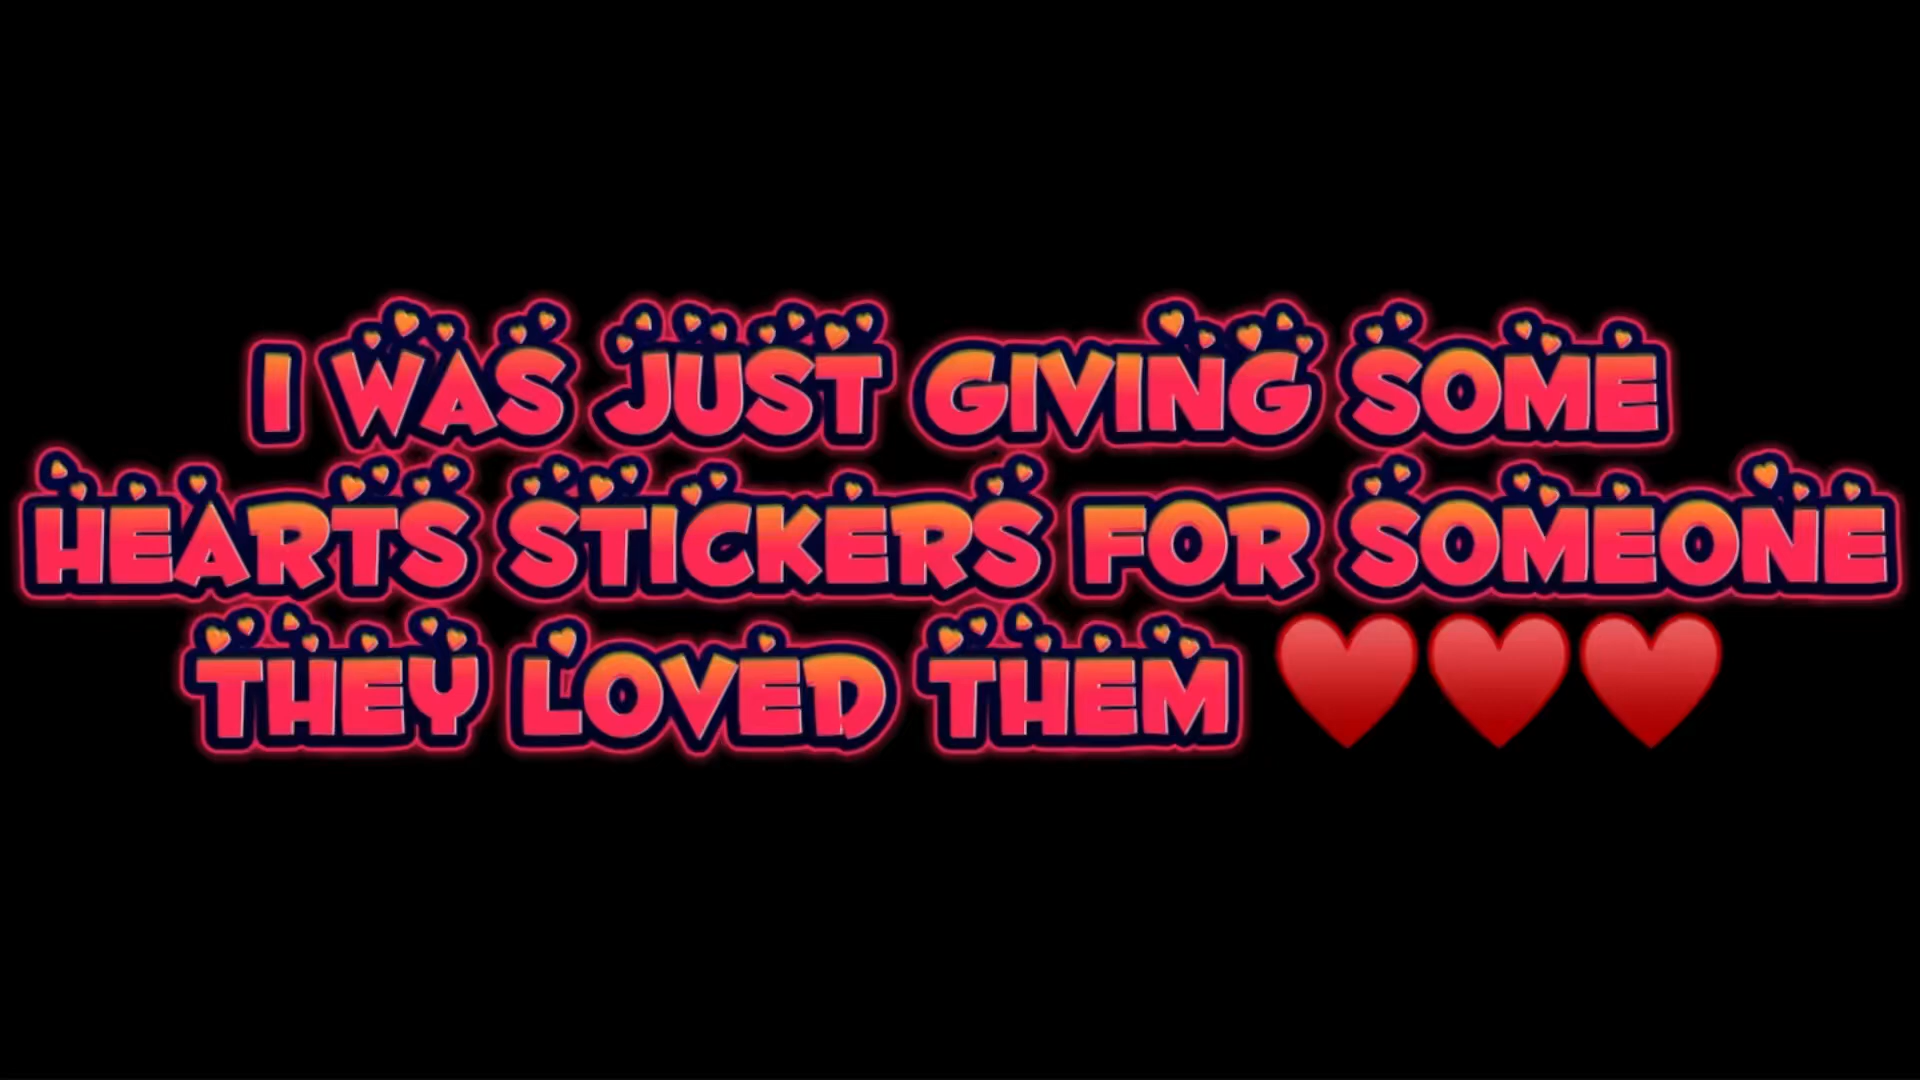 I WAS JUST GIVING SOME
HEARTS STICKERS FOR SOMEONE
THEY LOVED THEM ♥️♥️♥️